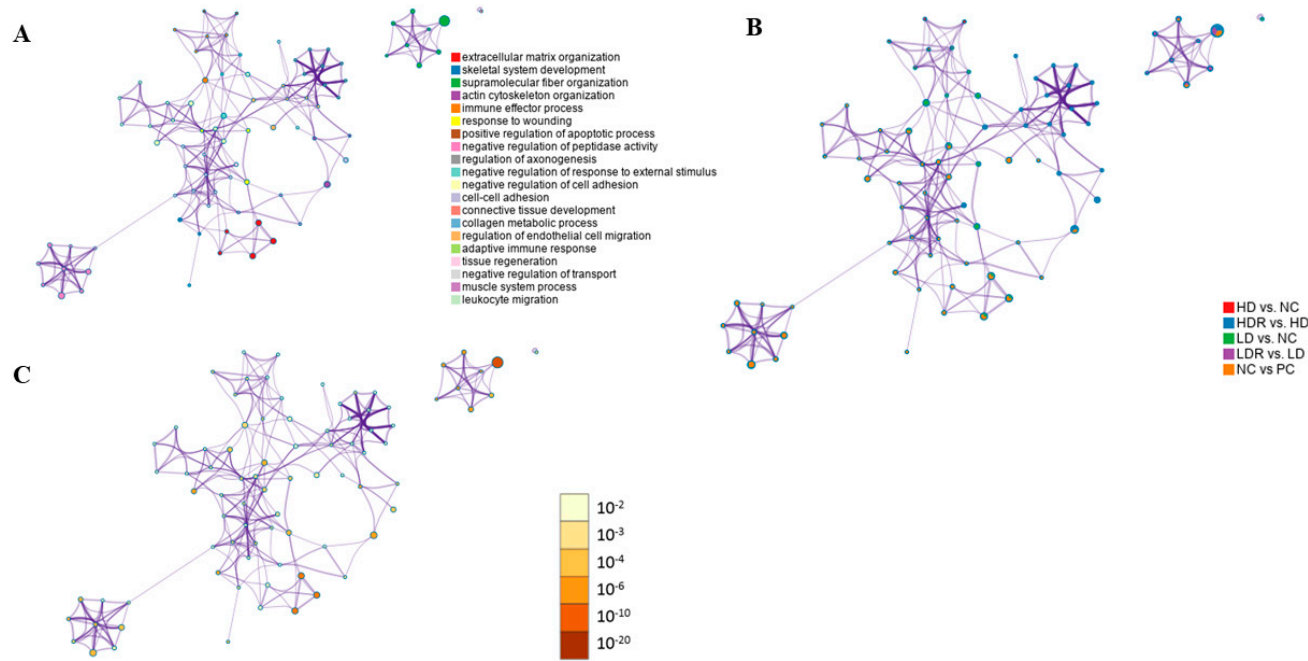 A
extracellular matrix organization
skeletal system development
supramolecular fiber organization
actin cytoskeleton organization
immune effector process
response to wounding
positive regulation of apoptotic process
negative regulation of peptidase activity
regulation of axonogenesis
negative regulation of response to external stimulus
negative regulation of cell adhesion
cell-cell adhesion
connective tissue development
collagen metabolic process
regulation of endothelial cell migration
adaptive immune response
tissue regeneration
negative regulation of transport
muscle system process
leukocyte migration
B
HD vs. NC
HDR vs. HD
LD vs. NC
LDR vs. LD
NC vs PC
C
10-2
10-3
10-4
10-6
10-10
10-20